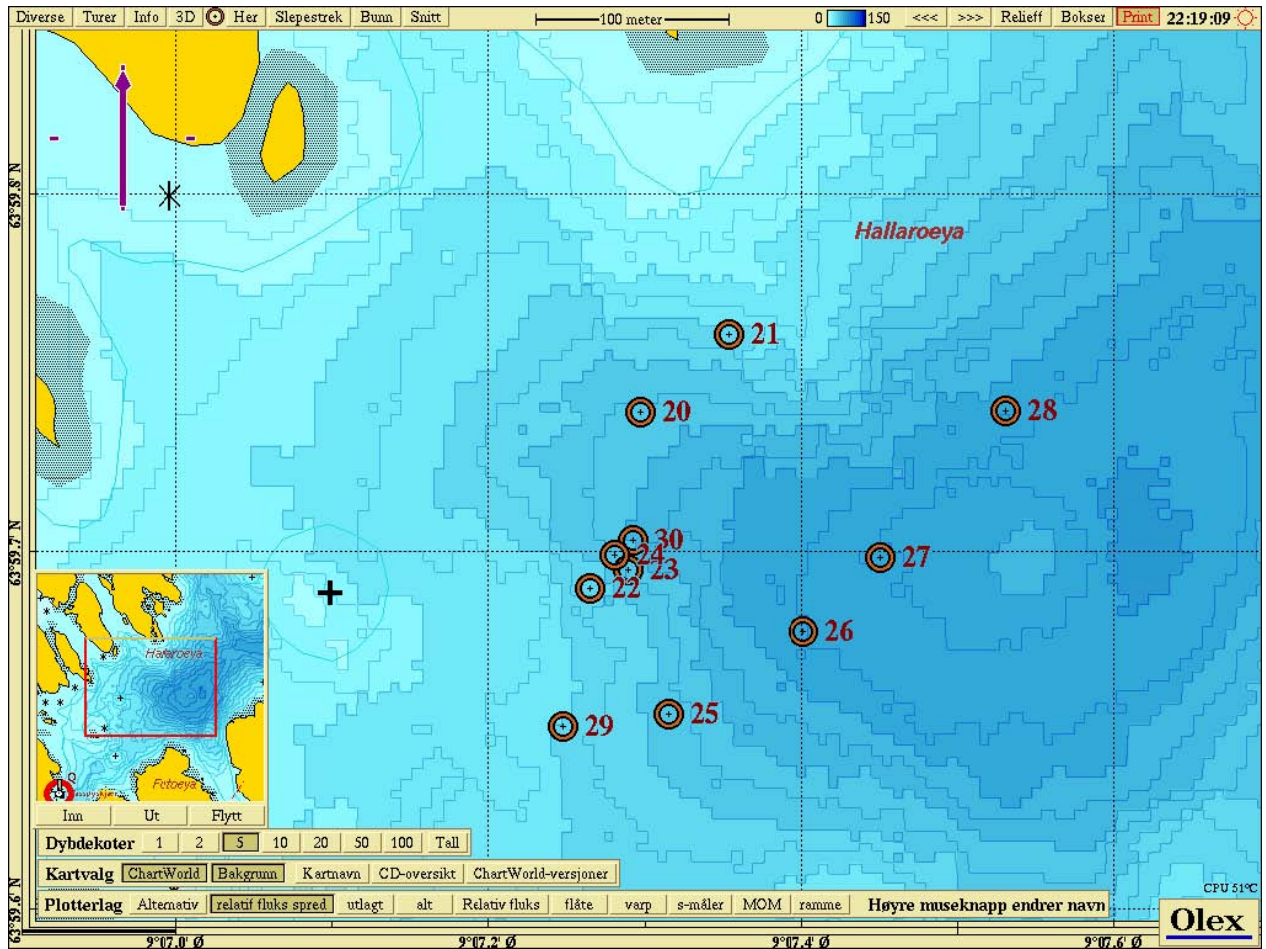 Diverse Turer Info 3D Her Slepestrek Bunn Snitt 100 meter 0 150 <<< >>> Relieff Bokser Print 22:19:09
63°59.8' N
Hallaroeya
21
20
28
30
24
23
22
27
26
25
29
63°59.7' N
Hallaroeya
Q
Fetoeya
Inn Ut Flytt
Dybdekoter 1 2 5 10 20 50 100 Tall
Kartvalg ChartWorld Bakgrunn Kartnavn CD-oversikt ChartWorld-versjoner
CPU 51°C
Plotterlag Alternativ relatif fluks spred utlagt alt Relativ fluks flåte varp s-måler MOM ramme Høyre museknapp endrer navn
63°59.6' N
Olex
9°07.0' Ø 9°07.2' Ø 9°07.4' Ø 9°07.6' Ø